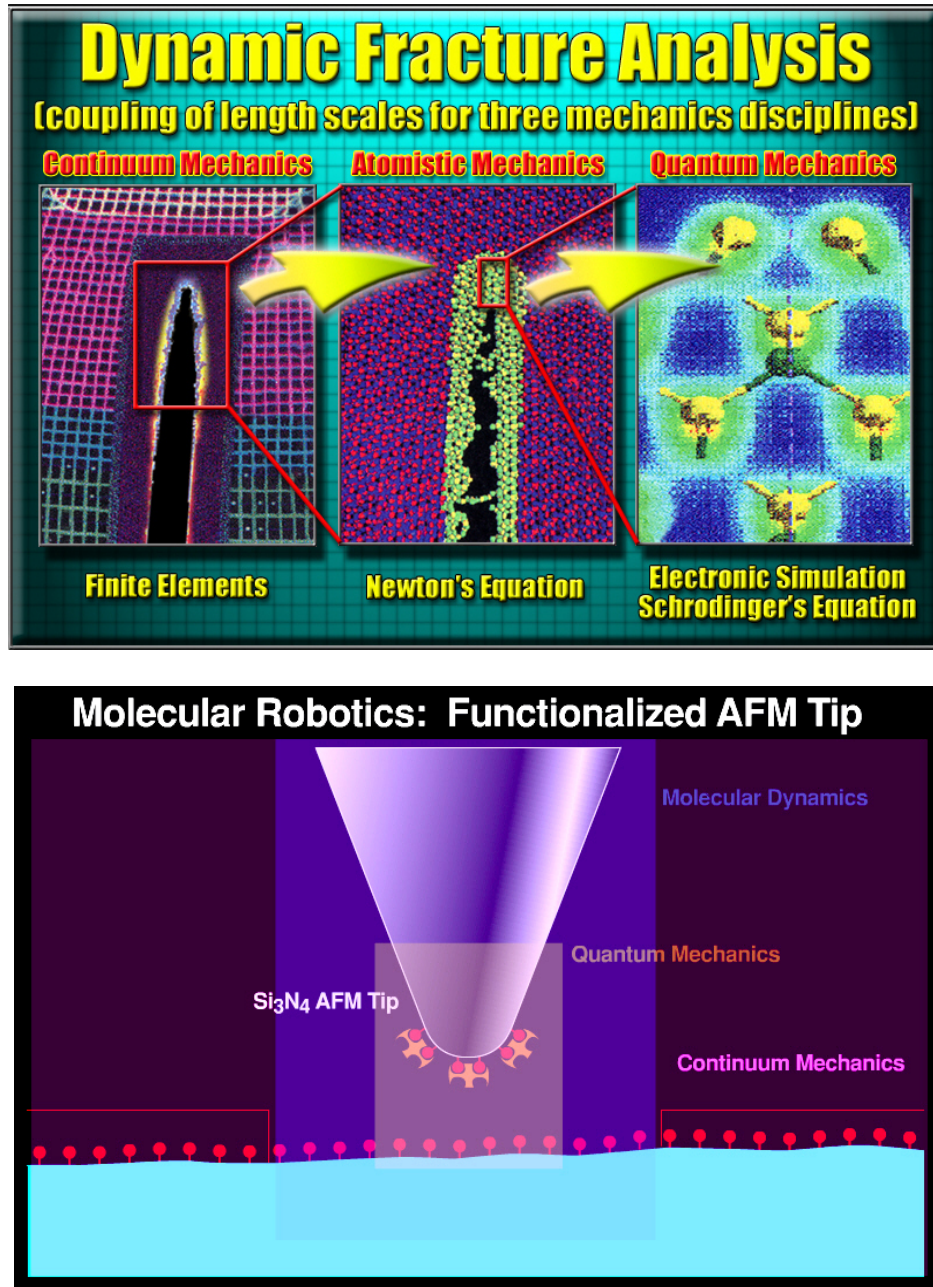 Dynamic Fracture Analysis
(coupling of length scales for three mechanics disciplines)
Continuum Mechanics
Atomistic Mechanics
Quantum Mechanics
Finite Elements
Newton's Equation
Electronic Simulation
Schrodinger's Equation
Molecular Robotics: Functionalized AFM Tip
Molecular Dynamics
Quantum Mechanics
Si₃N₄ AFM Tip
Continuum Mechanics